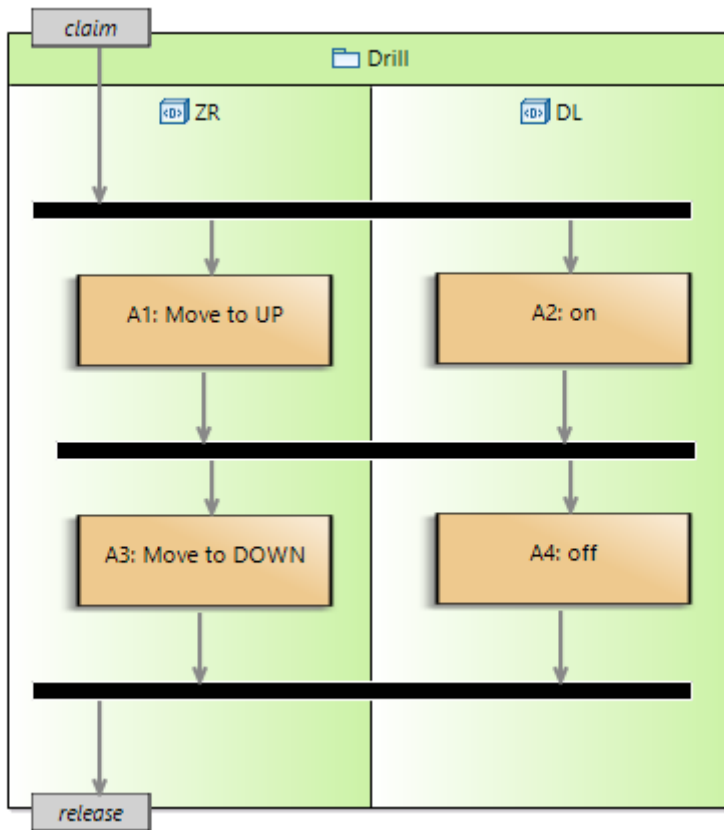 claim
Drill
<D> ZR
<D> DL
A1: Move to UP
A2: on
A3: Move to DOWN
A4: off
release